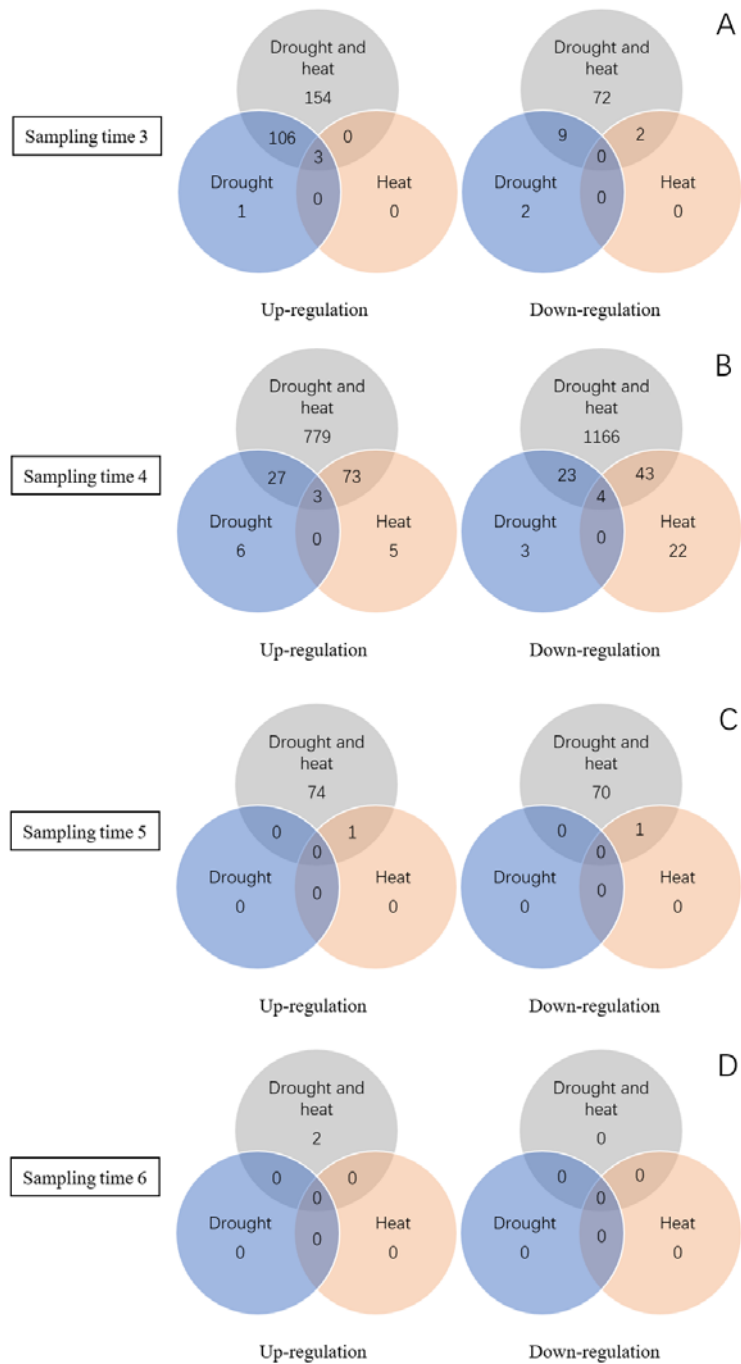 A
Drought and
heat
154
Drought and
heat
72
Sampling time 3
106
0
3
9
2
0
Drought
1
0
Heat
0
Drought
2
0
Heat
0
Up-regulation
Down-regulation
B
Drought and
heat
779
Drought and
heat
1166
Sampling time 4
27
73
3
23
43
4
Drought
6
0
Heat
5
Drought
3
0
Heat
22
Up-regulation
Down-regulation
C
Drought and
heat
74
Drought and
heat
70
Sampling time 5
0
1
0
0
1
0
Drought
0
0
Heat
0
Drought
0
0
Heat
0
Up-regulation
Down-regulation
D
Drought and
heat
2
Drought and
heat
0
Sampling time 6
0
0
0
0
0
0
Drought
0
0
Heat
0
Drought
0
0
Heat
0
Up-regulation
Down-regulation